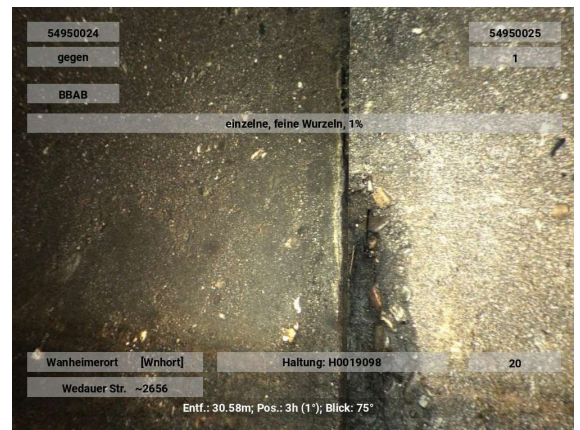 54950024 54950025
gegen 1
BBAB
einzelne, feine Wurzeln, 1%
Wanheimerort [Wnhort] Haltung: H0019098 20
Wedauer Str. ~2656
Entf.: 30.58m; Pos.: 3h (1°); Blick: 75°